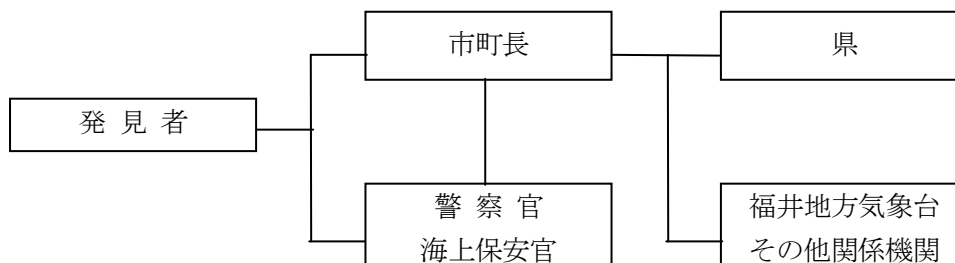 市町長
県
発 見 者
警 察 官
海上保安官
福井地方気象台
その他関係機関